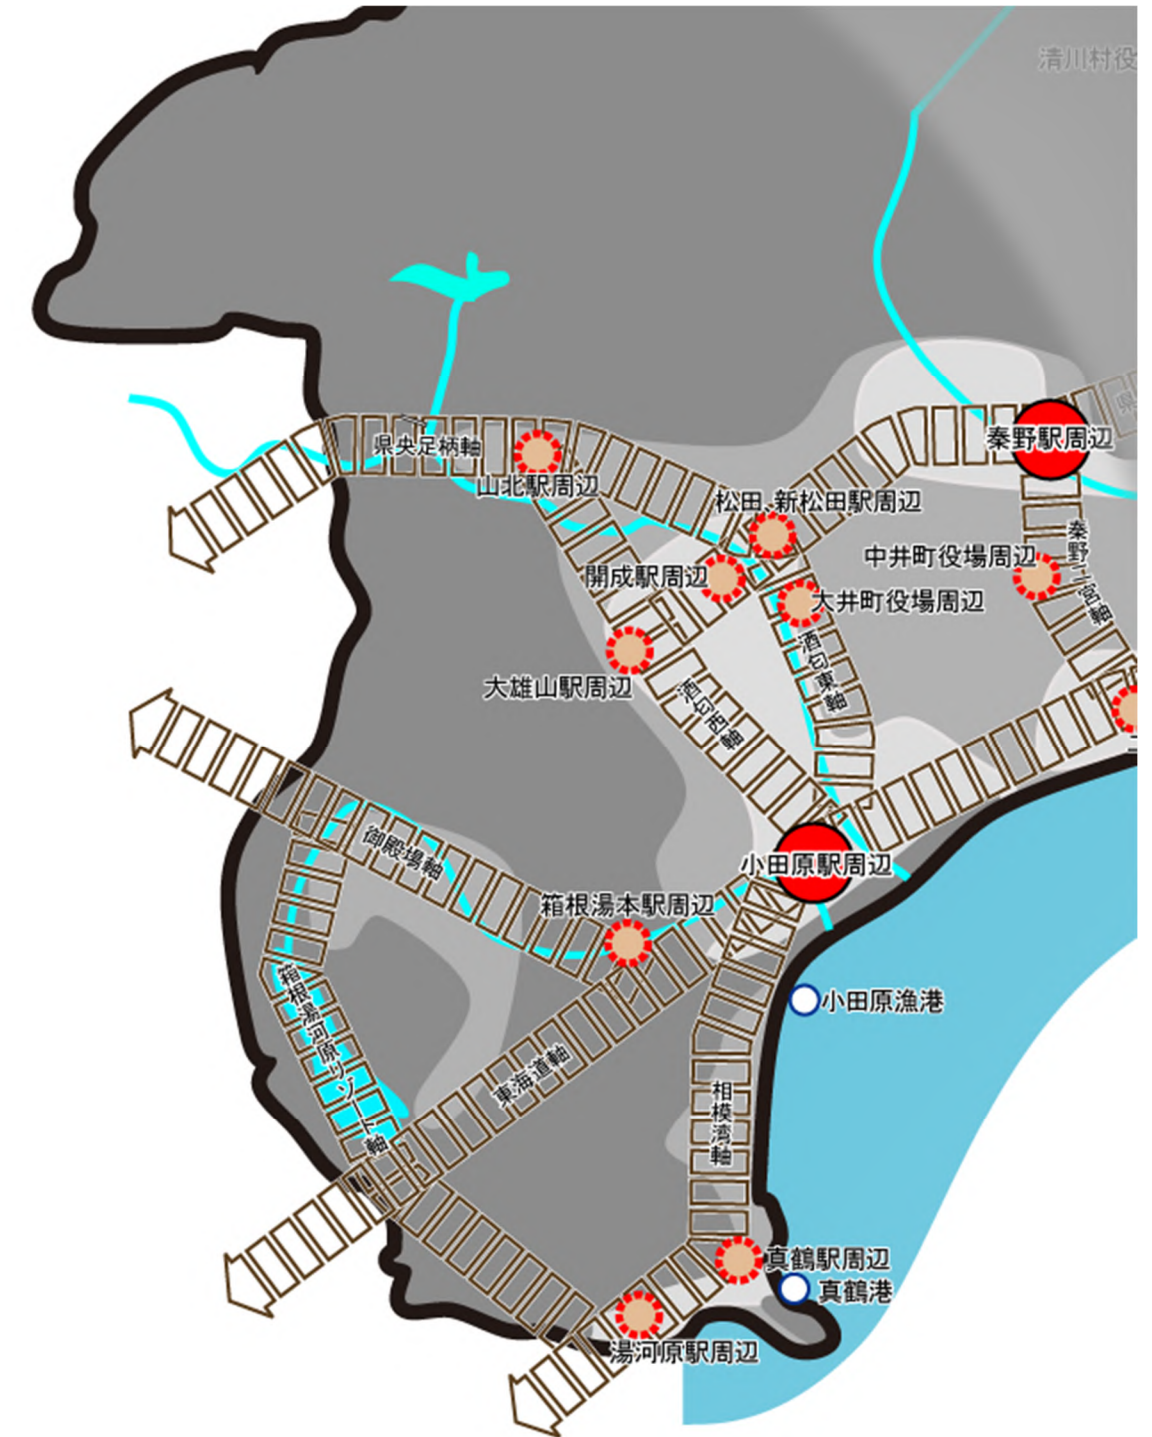 清川村役
県
秦野駅周辺
県央足柄軸
山北駅周辺
松田、新松田駅周辺
中井町役場周辺
秦野二宮軸
開成駅周辺
大井町役場周辺
酒匂東軸
大雄山駅周辺
酒匂西軸
御殿場軸
小田原駅周辺
箱根湯本駅周辺
箱根湯河原リゾート軸
小田原漁港
東海道軸
相模湾軸
真鶴駅周辺
真鶴港
湯河原駅周辺